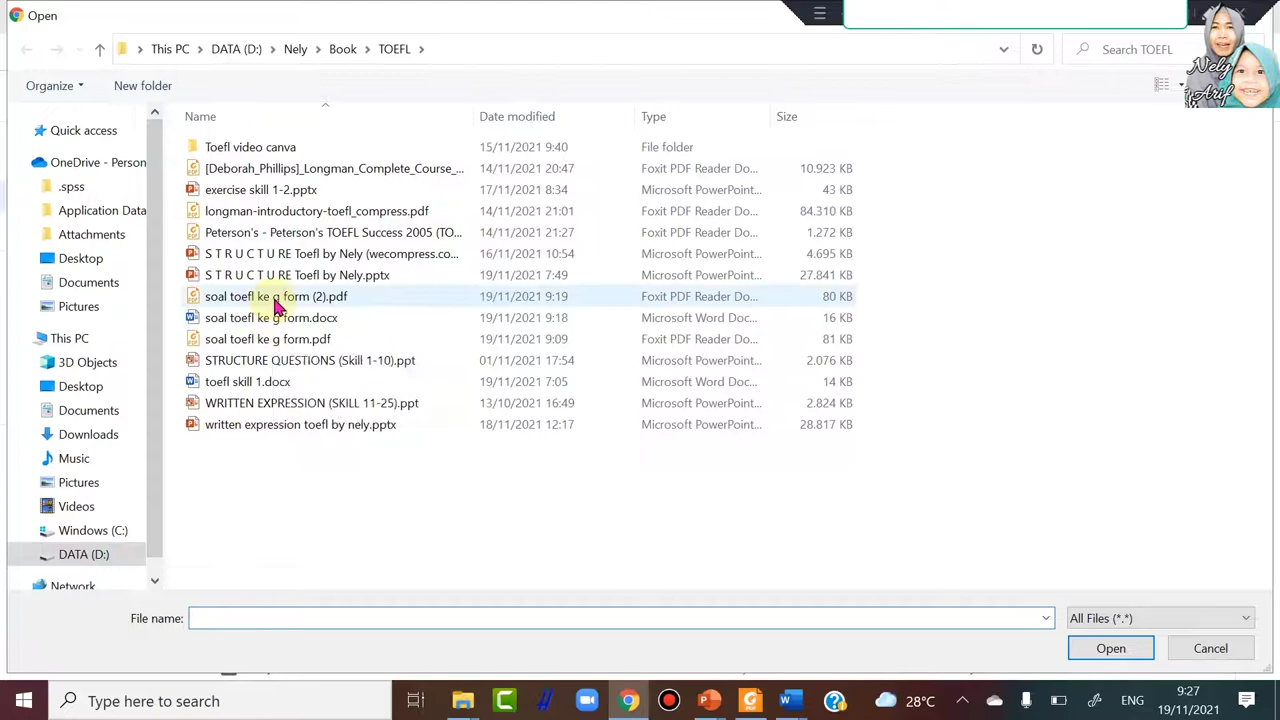 Open
This PC > DATA (D:) > Nely > Book > TOEFL >
Search TOEFL
Nely
Arif
Organize
New folder
Name
Date modified
Type
Size
Quick access
OneDrive - Person
.spss
Application Data
Attachments
Desktop
Documents
Pictures
This PC
3D Objects
Desktop
Documents
Downloads
Music
Pictures
Videos
Windows (C:)
DATA (D:)
Network
Toefl video canva 15/11/2021 9:40 File folder
[Deborah_Phillips]_Longman_Complete_Course_... 14/11/2021 20:47 Foxit PDF Reader Do... 10.923 KB
exercise skill 1-2.pptx 17/11/2021 8:34 Microsoft PowerPoint... 43 KB
longman-introductory-toefl_compress.pdf 14/11/2021 21:01 Foxit PDF Reader Do... 84.310 KB
Peterson's - Peterson's TOEFL Success 2005 (TO... 14/11/2021 21:27 Foxit PDF Reader Do... 1.272 KB
S T R U C T U RE Toefl by Nely (wecompress.co... 16/11/2021 10:54 Microsoft PowerPoint... 4.695 KB
S T R U C T U RE Toefl by Nely.pptx 19/11/2021 7:49 Microsoft PowerPoint... 27.841 KB
soal toefl ke g form (2).pdf 19/11/2021 9:19 Foxit PDF Reader Do... 80 KB
soal toefl ke g form.docx 19/11/2021 9:18 Microsoft Word Doc... 16 KB
soal toefl ke g form.pdf 19/11/2021 9:09 Foxit PDF Reader Do... 81 KB
STRUCTURE QUESTIONS (Skill 1-10).ppt 11/11/2021 17:54 Microsoft PowerPoint... 2.076 KB
toefl skill 1.docx 19/11/2021 7:05 Microsoft Word Doc... 14 KB
WRITTEN EXPRESSION (SKILL 11-25).ppt 13/10/2021 16:49 Microsoft PowerPoint... 2.824 KB
written expression toefl by nely.pptx 18/11/2021 12:17 Microsoft PowerPoint... 28.817 KB
File name:
All Files (*.*)
Open
Cancel
Type here to search
28°C
ENG
9:27
19/11/2021